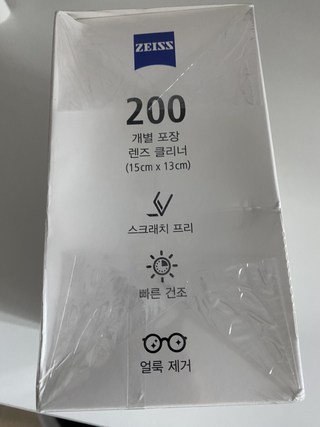 ZEISS
200
개별 포장
렌즈 클리너
(15cm x 13cm)
스크래치 프리
빠른 건조
얼룩 제거